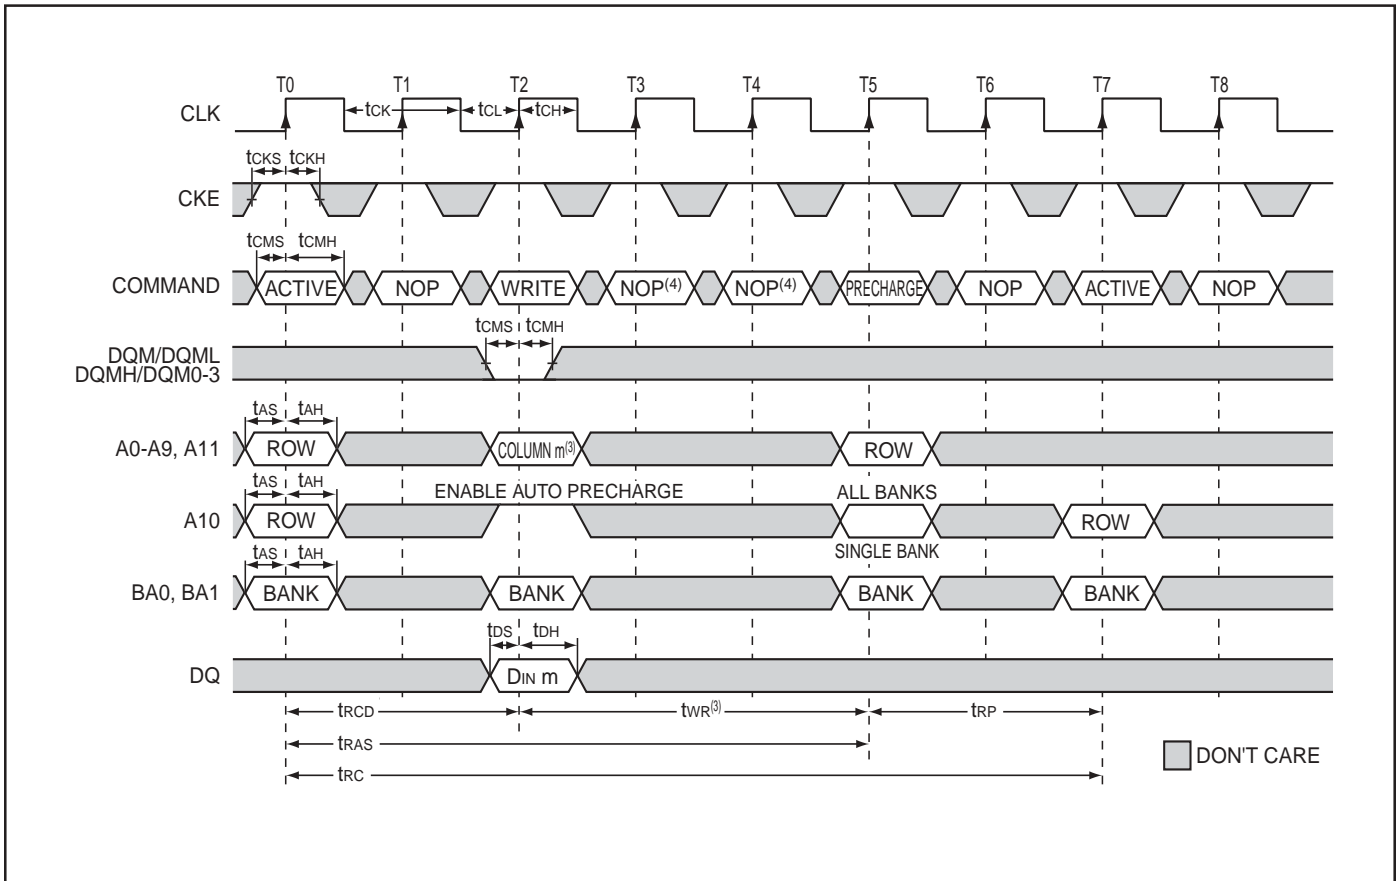 T0 T1 T2 T3 T4 T5 T6 T7 T8
CLK tCK tCL tCH
tCKS tCKH
CKE
tCMS tCMH
COMMAND ACTIVE NOP WRITE NOP(4) NOP(4) PRECHARGE NOP ACTIVE NOP
tCMS tCMH
DQM/DQML
DQMH/DQM0-3
tAS tAH
A0-A9, A11 ROW COLUMN m(3) ROW
tAS tAH ENABLE AUTO PRECHARGE ALL BANKS
A10 ROW ROW
tAS tAH SINGLE BANK
BA0, BA1 BANK BANK BANK BANK
tDS tDH
DQ DIN m
tRCD tWR(3) tRP
tRAS
DON'T CARE
tRC